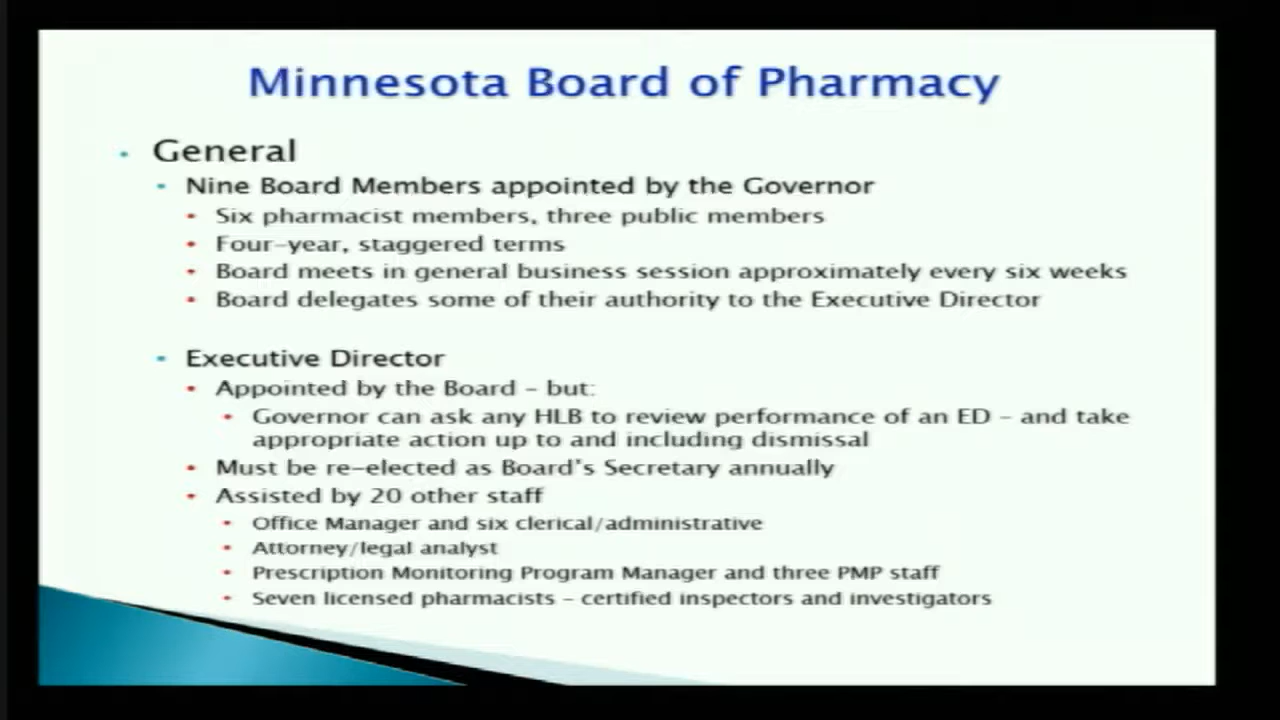 Minnesota Board of Pharmacy
• General
• Nine Board Members appointed by the Governor
• Six pharmacist members, three public members
• Four-year, staggered terms
• Board meets in general business session approximately every six weeks
• Board delegates some of their authority to the Executive Director
• Executive Director
• Appointed by the Board – but:
• Governor can ask any HLB to review performance of an ED – and take
appropriate action up to and including dismissal
• Must be re-elected as Board's Secretary annually
• Assisted by 20 other staff
• Office Manager and six clerical/administrative
• Attorney/legal analyst
• Prescription Monitoring Program Manager and three PMP staff
• Seven licensed pharmacists – certified inspectors and investigators